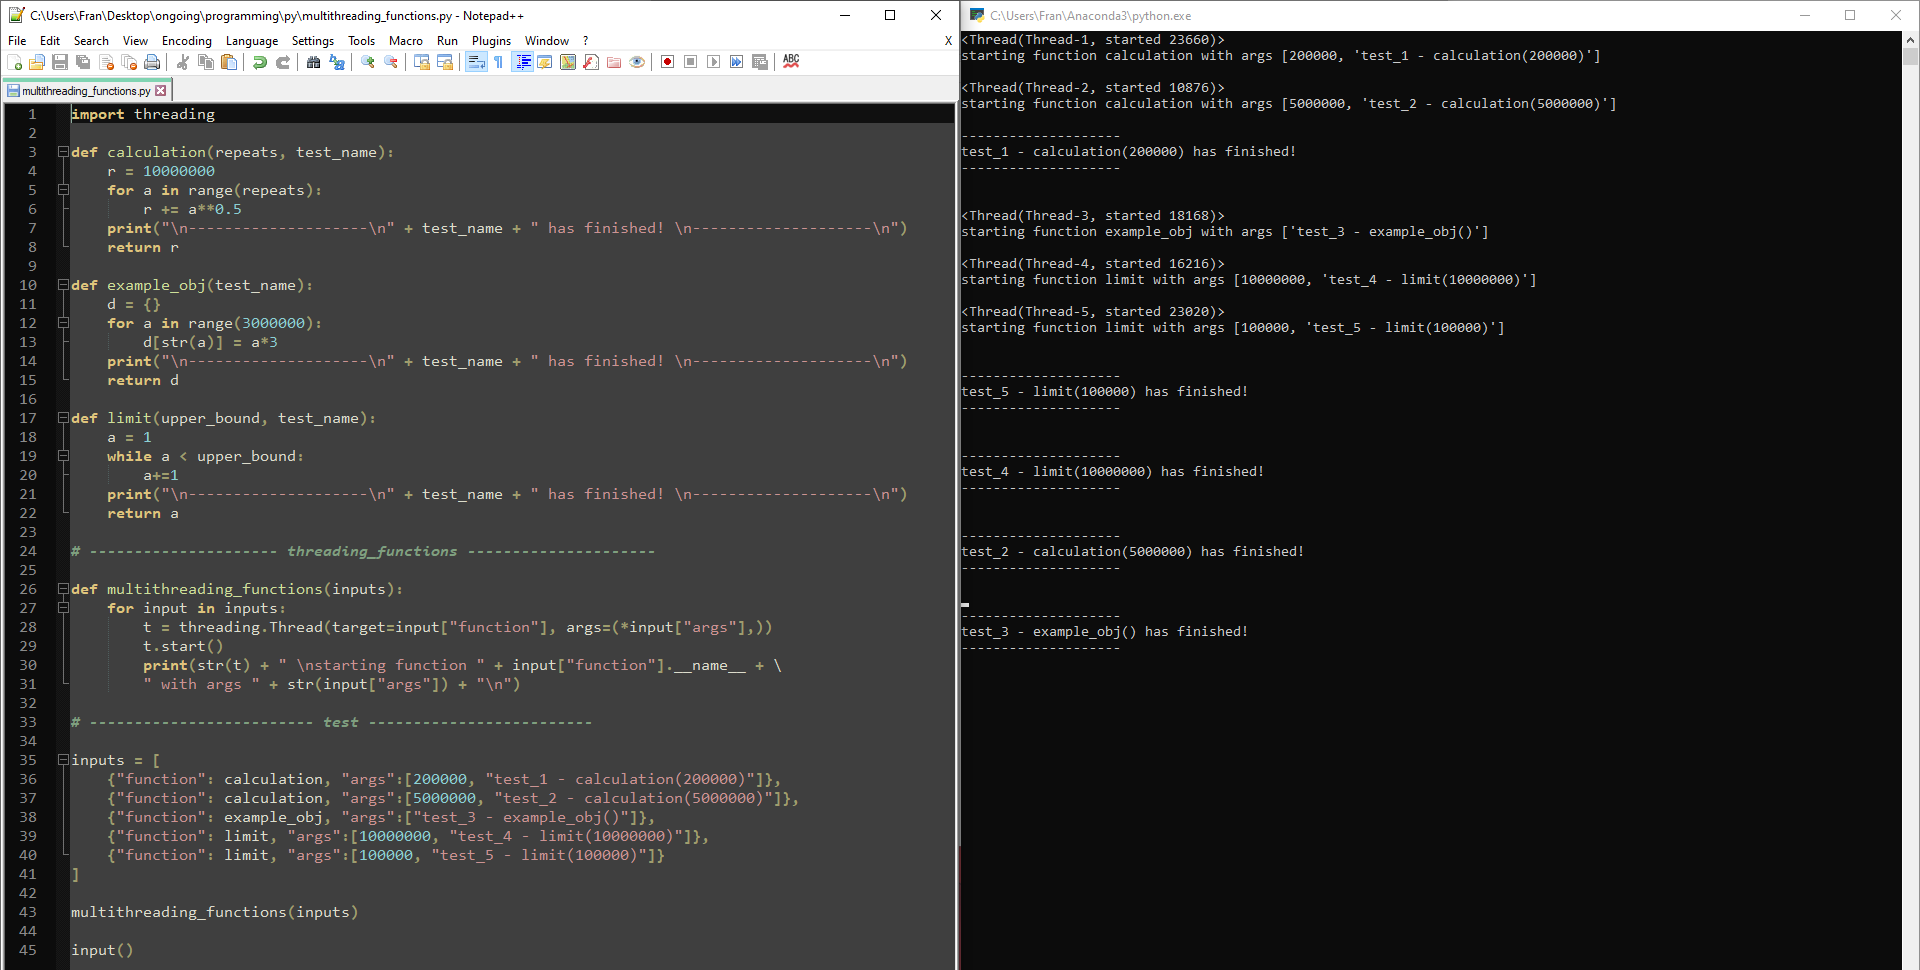 C:\Users\Fran\Desktop\ongoing\programming\py\multithreading_functions.py - Notepad++
File Edit Search View Encoding Language Settings Tools Macro Run Plugins Window ? X
ABC
multithreading_functions.py
1 import threading
2
3 def calculation(repeats, test_name):
4     r = 10000000
5     for a in range(repeats):
6         r += a**0.5
7     print("\n--------------------\n" + test_name + " has finished! \n--------------------\n")
8     return r
9
10 def example_obj(test_name):
11     d = {}
12     for a in range(3000000):
13         d[str(a)] = a*3
14     print("\n--------------------\n" + test_name + " has finished! \n--------------------\n")
15     return d
16
17 def limit(upper_bound, test_name):
18     a = 1
19     while a < upper_bound:
20         a+=1
21     print("\n--------------------\n" + test_name + " has finished! \n--------------------\n")
22     return a
23
24 # --------------------- threading_functions ---------------------
25
26 def multithreading_functions(inputs):
27     for input in inputs:
28         t = threading.Thread(target=input["function"], args=(*input["args"],))
29         t.start()
30         print(str(t) + " \nstarting function " + input["function"].__name__ + \
31         " with args " + str(input["args"]) + "\n")
32
33 # ------------------------- test -------------------------
34
35 inputs = [
36     {"function": calculation, "args":[200000, "test_1 - calculation(200000)"]},
37     {"function": calculation, "args":[5000000, "test_2 - calculation(5000000)"]},
38     {"function": example_obj, "args":["test_3 - example_obj()"]},
39     {"function": limit, "args":[10000000, "test_4 - limit(10000000)"]},
40     {"function": limit, "args":[100000, "test_5 - limit(100000)"]}
41 ]
42
43 multithreading_functions(inputs)
44
45 input()
C:\Users\Fran\Anaconda3\python.exe
<Thread(Thread-1, started 23660)>
starting function calculation with args [200000, 'test_1 - calculation(200000)']
<Thread(Thread-2, started 10876)>
starting function calculation with args [5000000, 'test_2 - calculation(5000000)']
--------------------
test_1 - calculation(200000) has finished!
--------------------
<Thread(Thread-3, started 18168)>
starting function example_obj with args ['test_3 - example_obj()']
<Thread(Thread-4, started 16216)>
starting function limit with args [10000000, 'test_4 - limit(10000000)']
<Thread(Thread-5, started 23020)>
starting function limit with args [100000, 'test_5 - limit(100000)']
--------------------
test_5 - limit(100000) has finished!
--------------------
--------------------
test_4 - limit(10000000) has finished!
--------------------
--------------------
test_2 - calculation(5000000) has finished!
--------------------
--------------------
test_3 - example_obj() has finished!
--------------------